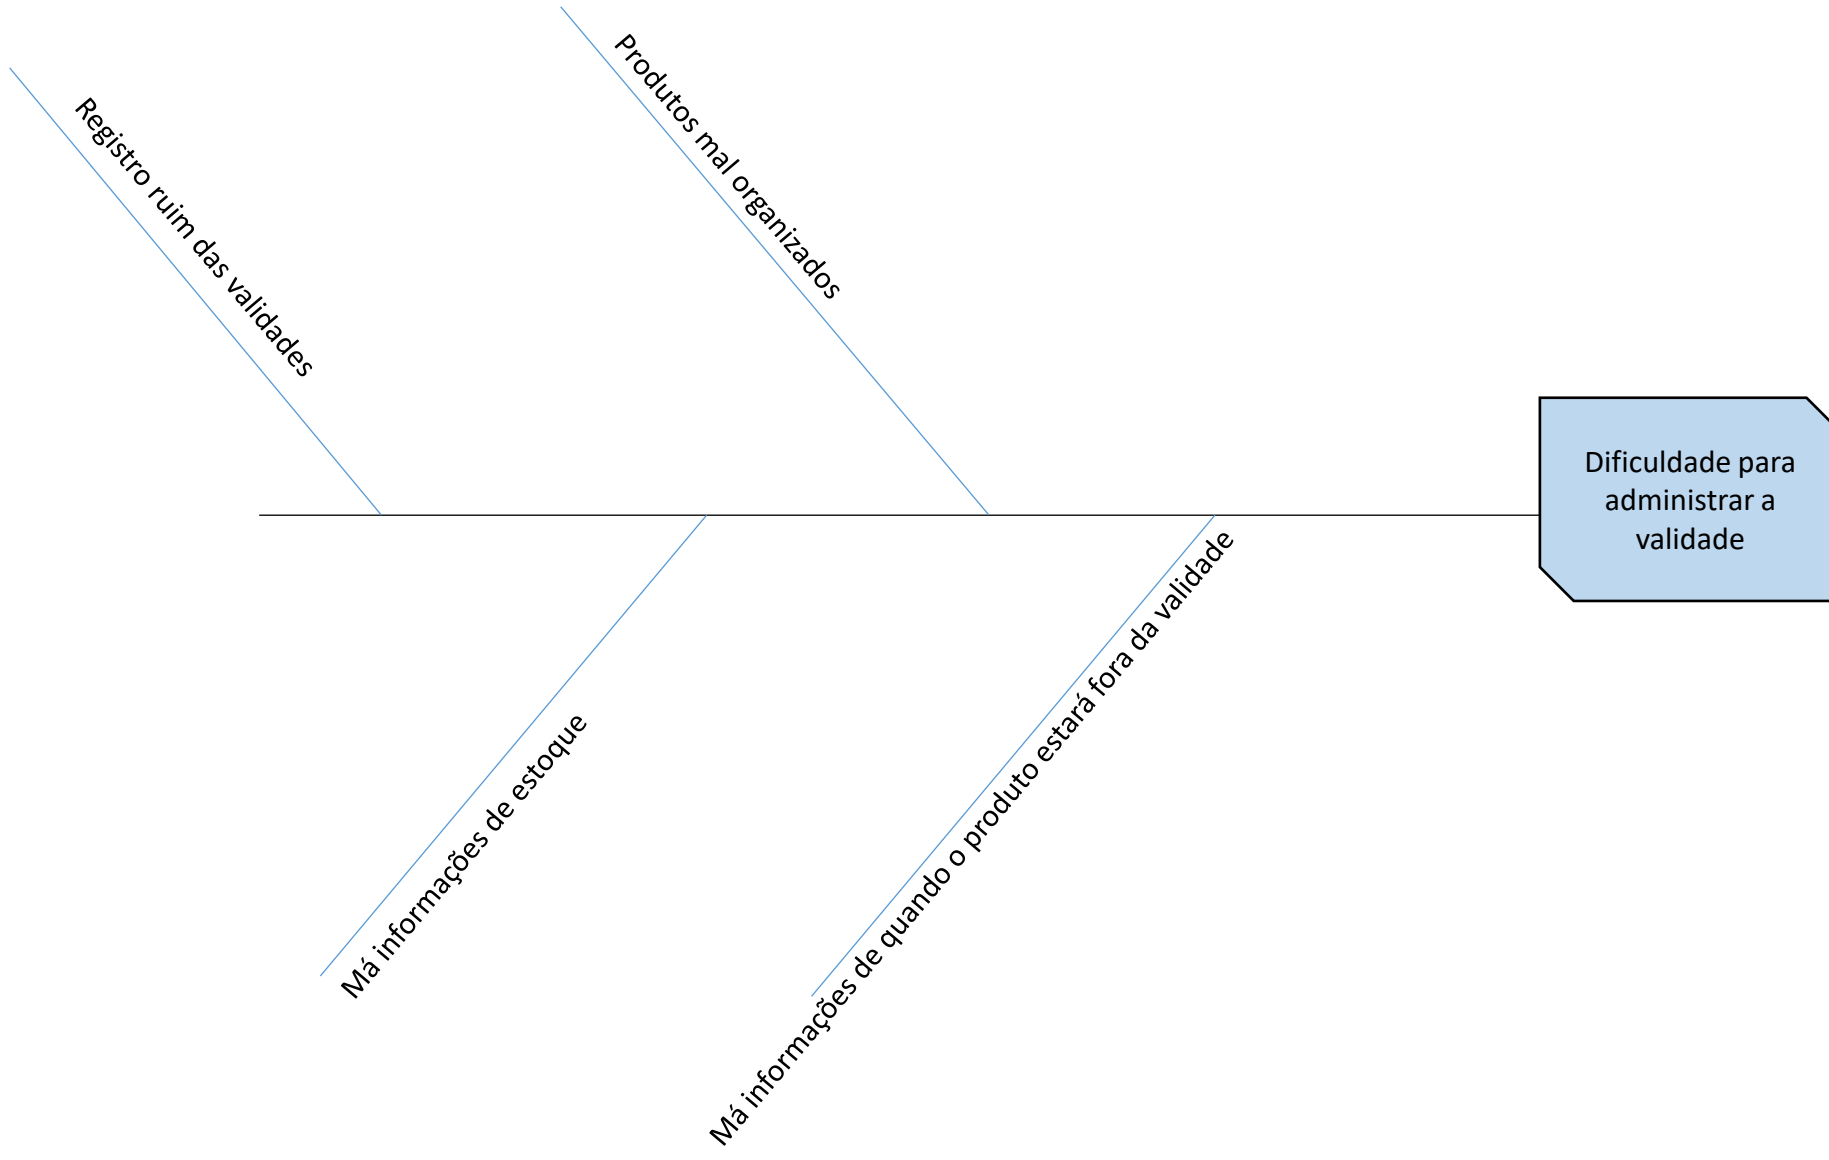 Registro ruim das validades
Produtos mal organizados
Dificuldade para
administrar a
validade
Má informações de estoque
Má informações de quando o produto estará fora da validade